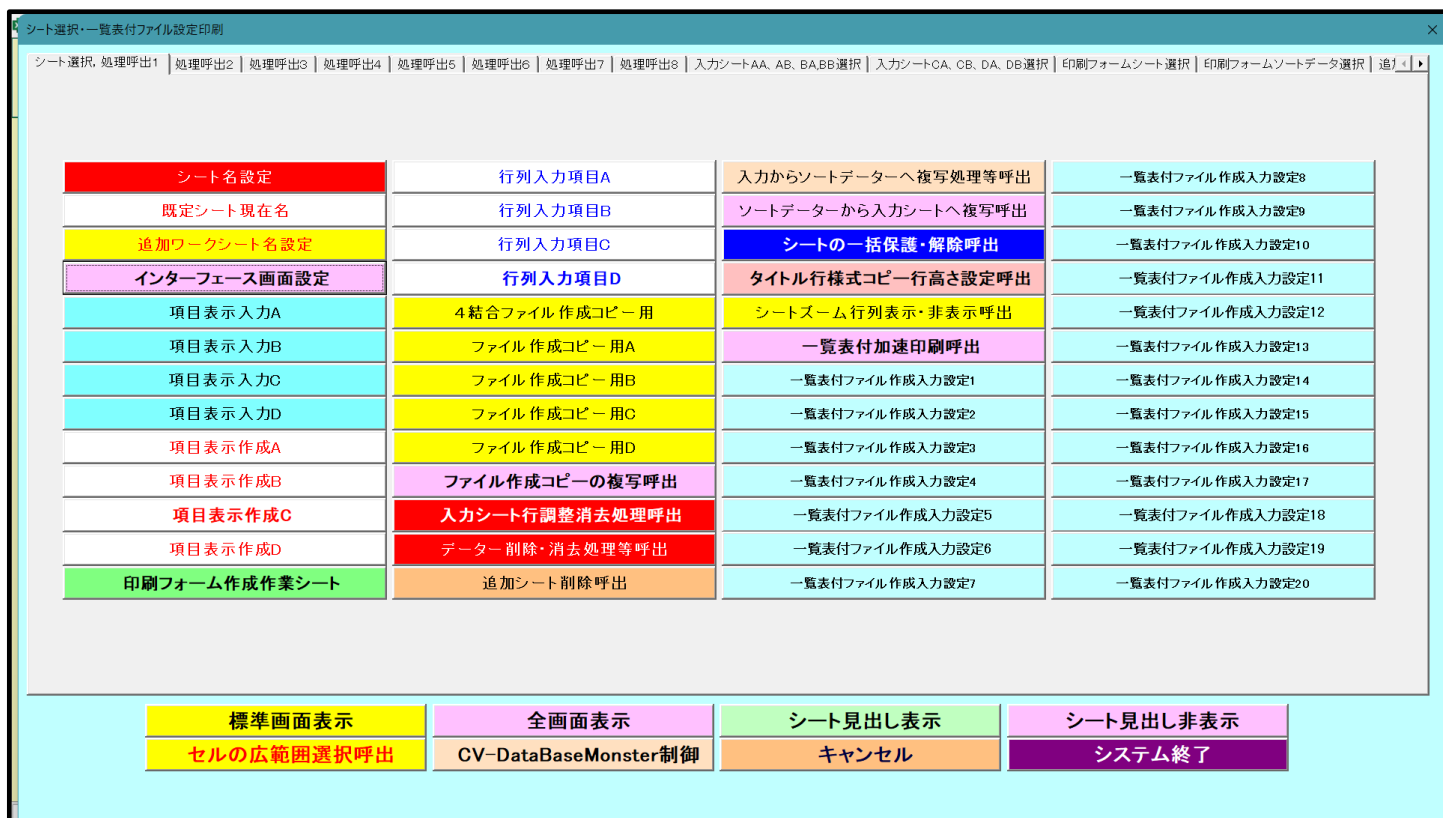 シート選択・一覧表付ファイル設定印刷
シート選択, 処理呼出1 処理呼出2 処理呼出3 処理呼出4 処理呼出5 処理呼出6 処理呼出7 処理呼出8 入力シートAA、AB、BA,BB選択 入力シートCA、CB、DA、DB選択 印刷フォームシート選択 印刷フォームソートデータ選択
シート名設定
既定シート現在名
追加ワークシート名設定
インターフェース画面設定
項目表示入力A
項目表示入力B
項目表示入力C
項目表示入力D
項目表示作成A
項目表示作成B
項目表示作成C
項目表示作成D
印刷フォーム作成作業シート
行列入力項目A
行列入力項目B
行列入力項目C
行列入力項目D
4結合ファイル作成コピー用
ファイル作成コピー用A
ファイル作成コピー用B
ファイル作成コピー用C
ファイル作成コピー用D
ファイル作成コピーの複写呼出
入力シート行調整消去処理呼出
データー削除・消去処理等呼出
追加シート削除呼出
入力からソートデーターへ複写処理等呼出
ソートデーターから入力シートへ複写呼出
シートの一括保護・解除呼出
タイトル行様式コピー行高さ設定呼出
シートズーム行列表示・非表示呼出
一覧表付加速印刷呼出
一覧表付ファイル作成入力設定1
一覧表付ファイル作成入力設定2
一覧表付ファイル作成入力設定3
一覧表付ファイル作成入力設定4
一覧表付ファイル作成入力設定5
一覧表付ファイル作成入力設定6
一覧表付ファイル作成入力設定7
一覧表付ファイル作成入力設定8
一覧表付ファイル作成入力設定9
一覧表付ファイル作成入力設定10
一覧表付ファイル作成入力設定11
一覧表付ファイル作成入力設定12
一覧表付ファイル作成入力設定13
一覧表付ファイル作成入力設定14
一覧表付ファイル作成入力設定15
一覧表付ファイル作成入力設定16
一覧表付ファイル作成入力設定17
一覧表付ファイル作成入力設定18
一覧表付ファイル作成入力設定19
一覧表付ファイル作成入力設定20
標準画面表示
全画面表示
シート見出し表示
シート見出し非表示
セルの広範囲選択呼出
CV-DataBaseMonster制御
キャンセル
システム終了